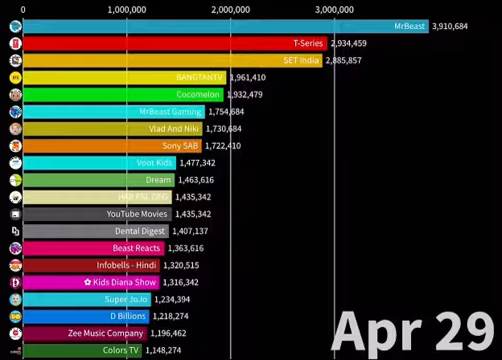 0 1,000,000 2,000,000 3,000,000
MrBeast 3,910,684
T-Series 2,934,459
SET India 2,885,857
BANGTANTV 1,961,410
Cocomelon 1,932,479
MrBeast Gaming 1,754,684
Vlad And Niki 1,730,684
Sony SAB 1,722,410
Voot Kids 1,477,342
Dream 1,463,616
1,435,342
YouTube Movies 1,435,342
Dental Digest 1,407,137
Beast Reacts 1,363,616
Infobells - Hindi 1,320,515
✿ Kids Diana Show 1,316,342
Super JoJo 1,234,394
D Billions 1,218,274
Zee Music Company 1,196,462
Colors TV 1,148,274
Apr 29